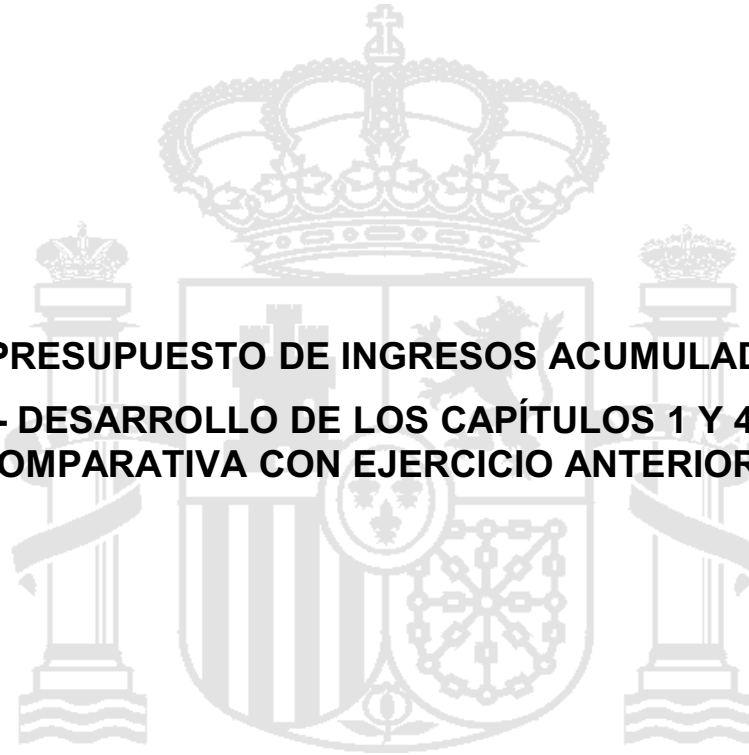 PRESUPUESTO DE INGRESOS ACUMULAD
- DESARROLLO DE LOS CAPÍTULOS 1 Y 4
OMPARATIVA CON EJERCICIO ANTERIOR